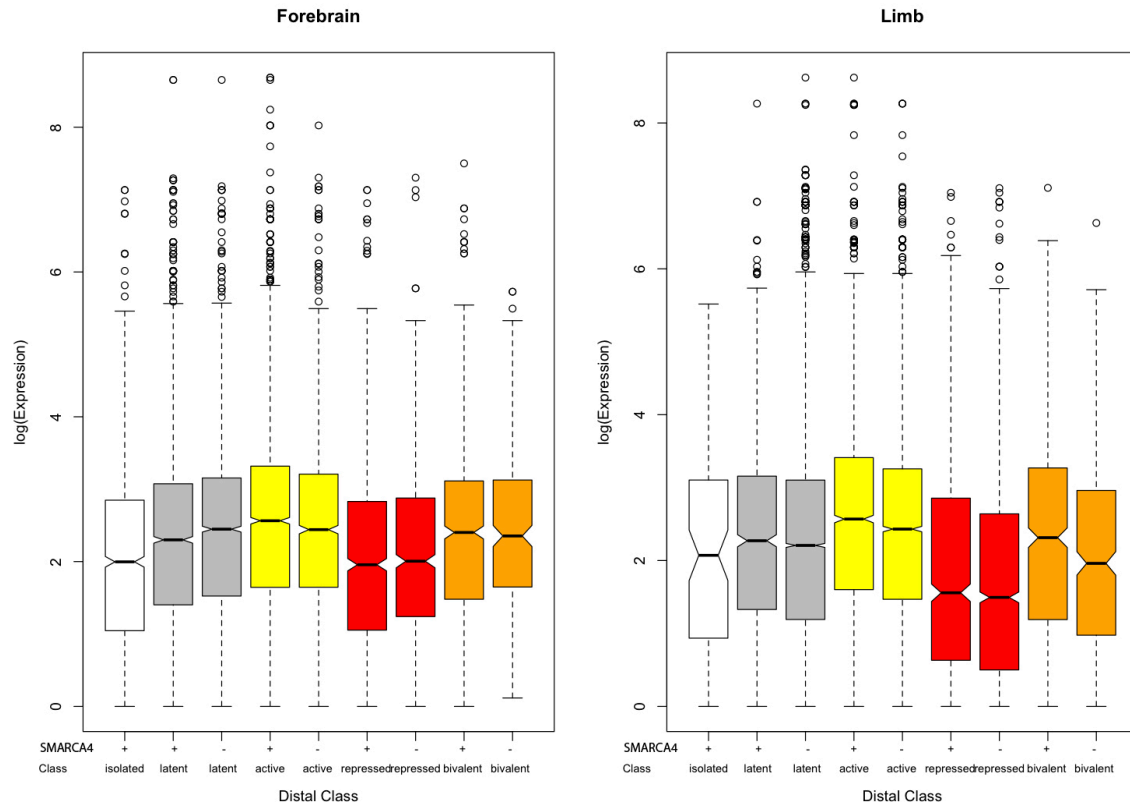 Forebrain
log(Expression)
0 2 4 6 8
SMARCA4 + + - + - + - + -
Class isolated latent latent active active repressed repressed bivalent bivalent
Distal Class
Limb
log(Expression)
0 2 4 6 8
SMARCA4 + + - + - + - + -
Class isolated latent latent active active repressed repressed bivalent bivalent
Distal Class